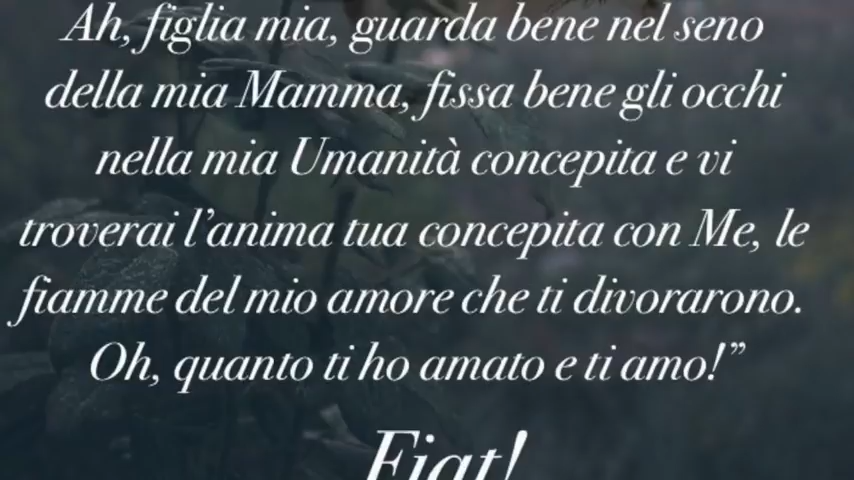 Ah, figlia mia, guarda bene nel seno
della mia Mamma, fissa bene gli occhi
nella mia Umanità concepita e vi
troverai l’anima tua concepita con Me, le
fiamme del mio amore che ti divorarono.
Oh, quanto ti ho amato e ti amo!”
Fiat!